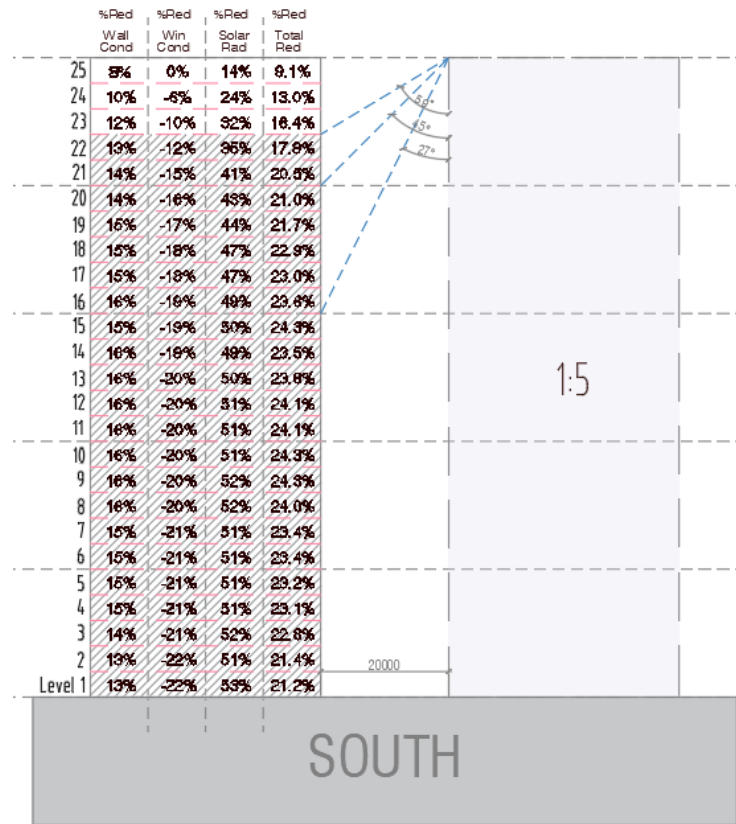 %Red %Red %Red %Red
Wall Cond Win Cond Solar Rad Total Red
25 8% 0% 14% 9.1%
24 10% -6% 24% 13.0%
23 12% -10% 32% 16.4%
22 13% -12% 35% 17.8%
21 14% -15% 41% 20.5%
20 14% -16% 43% 21.0%
19 15% -17% 44% 21.7%
18 15% -18% 47% 22.9%
17 15% -18% 47% 23.0%
16 16% -19% 49% 23.6%
15 15% -19% 50% 24.3%
14 16% -19% 49% 23.5%
13 16% -20% 50% 23.8%
12 16% -20% 51% 24.1%
11 16% -20% 51% 24.1%
10 16% -20% 51% 24.3%
9 16% -20% 52% 24.3%
8 16% -20% 52% 24.0%
7 15% -21% 51% 23.4%
6 15% -21% 51% 23.4%
5 15% -21% 51% 23.2%
4 15% -21% 51% 23.1%
3 14% -21% 52% 22.8%
2 13% -22% 51% 21.4%
Level 1 13% -22% 53% 21.2%
45°
27°
1:5
20000
SOUTH